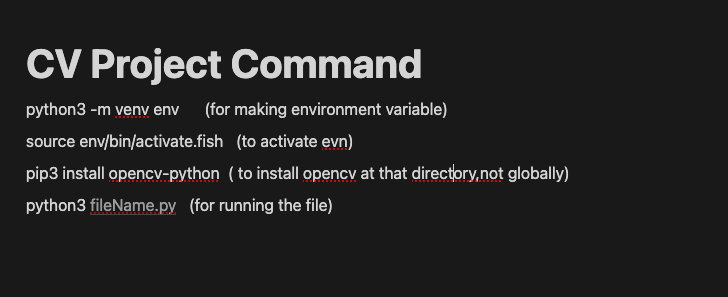 CV Project Command
python3 -m venv env (for making environment variable)
source env/bin/activate.fish (to activate evn)
pip3 install opencv-python ( to install opencv at that directory,not globally)
python3 fileName.py (for running the file)